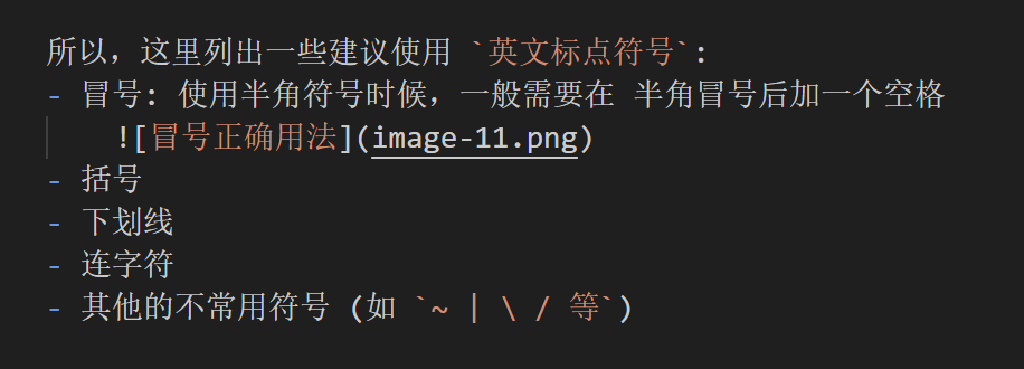 所以，这里列出一些建议使用 `英文标点符号`:
- 冒号: 使用半角符号时候，一般需要在 半角冒号后加一个空格
![冒号正确用法](image-11.png)
- 括号
- 下划线
- 连字符
- 其他的不常用符号 (如 `~ | \ / 等`)